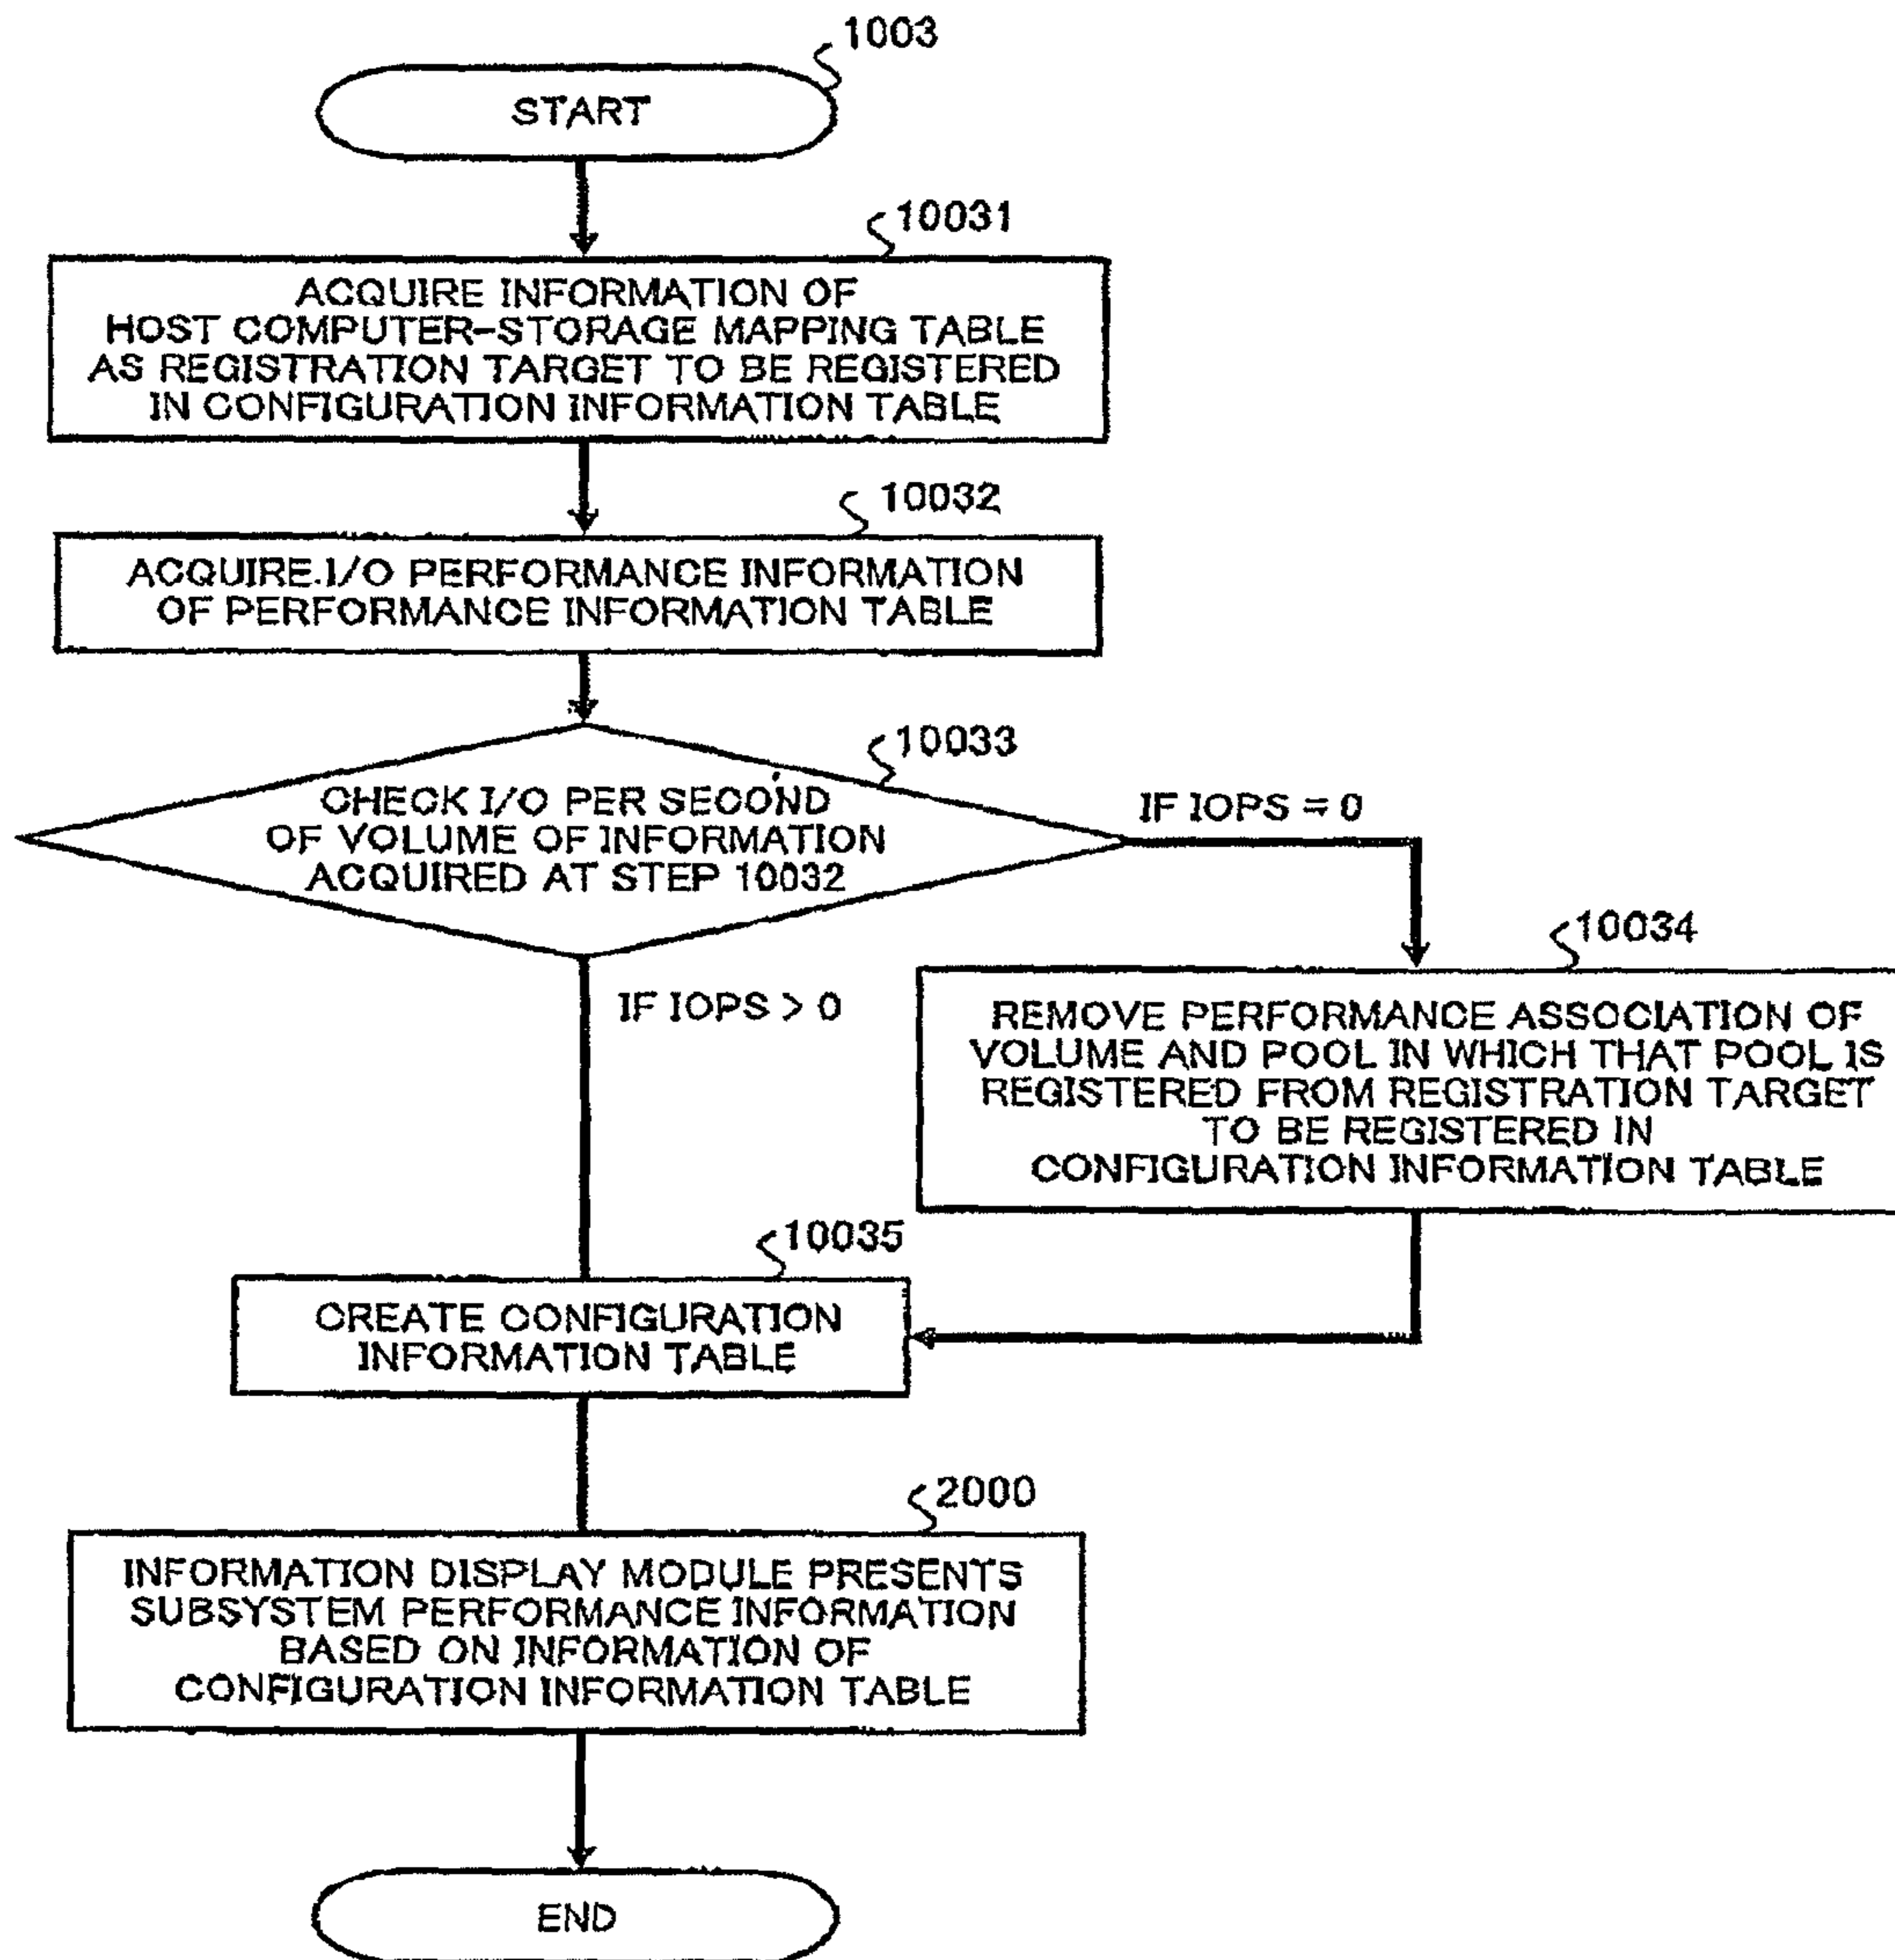 1003
START
10031
ACQUIRE INFORMATION OF
HOST COMPUTER-STORAGE MAPPING TABLE
AS REGISTRATION TARGET TO BE REGISTERED
IN CONFIGURATION INFORMATION TABLE
10032
ACQUIRE I/O PERFORMANCE INFORMATION
OF PERFORMANCE INFORMATION TABLE
10033
CHECK I/O PER SECOND
OF VOLUME OF INFORMATION
ACQUIRED AT STEP 10032
IF IOPS = 0
IF IOPS > 0
10034
REMOVE PERFORMANCE ASSOCIATION OF
VOLUME AND POOL IN WHICH THAT POOL IS
REGISTERED FROM REGISTRATION TARGET
TO BE REGISTERED IN
CONFIGURATION INFORMATION TABLE
10035
CREATE CONFIGURATION
INFORMATION TABLE
2000
INFORMATION DISPLAY MODULE PRESENTS
SUBSYSTEM PERFORMANCE INFORMATION
BASED ON INFORMATION OF
CONFIGURATION INFORMATION TABLE
END